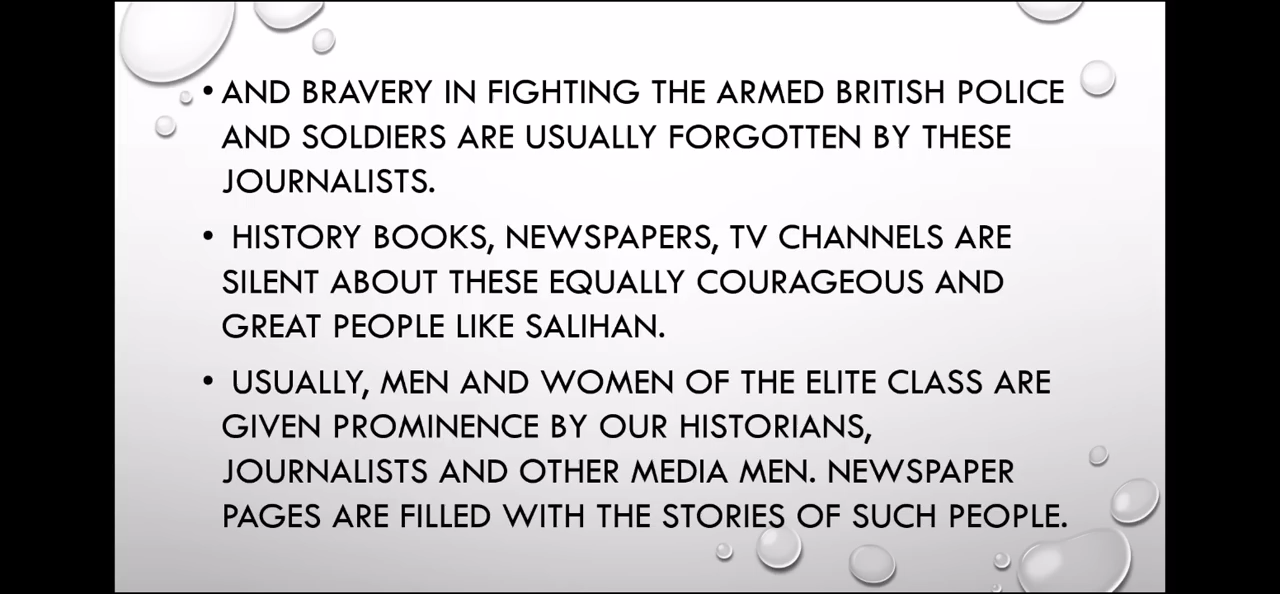 • AND BRAVERY IN FIGHTING THE ARMED BRITISH POLICE
AND SOLDIERS ARE USUALLY FORGOTTEN BY THESE
JOURNALISTS.
• HISTORY BOOKS, NEWSPAPERS, TV CHANNELS ARE
SILENT ABOUT THESE EQUALLY COURAGEOUS AND
GREAT PEOPLE LIKE SALIHAN.
• USUALLY, MEN AND WOMEN OF THE ELITE CLASS ARE
GIVEN PROMINENCE BY OUR HISTORIANS,
JOURNALISTS AND OTHER MEDIA MEN. NEWSPAPER
PAGES ARE FILLED WITH THE STORIES OF SUCH PEOPLE.